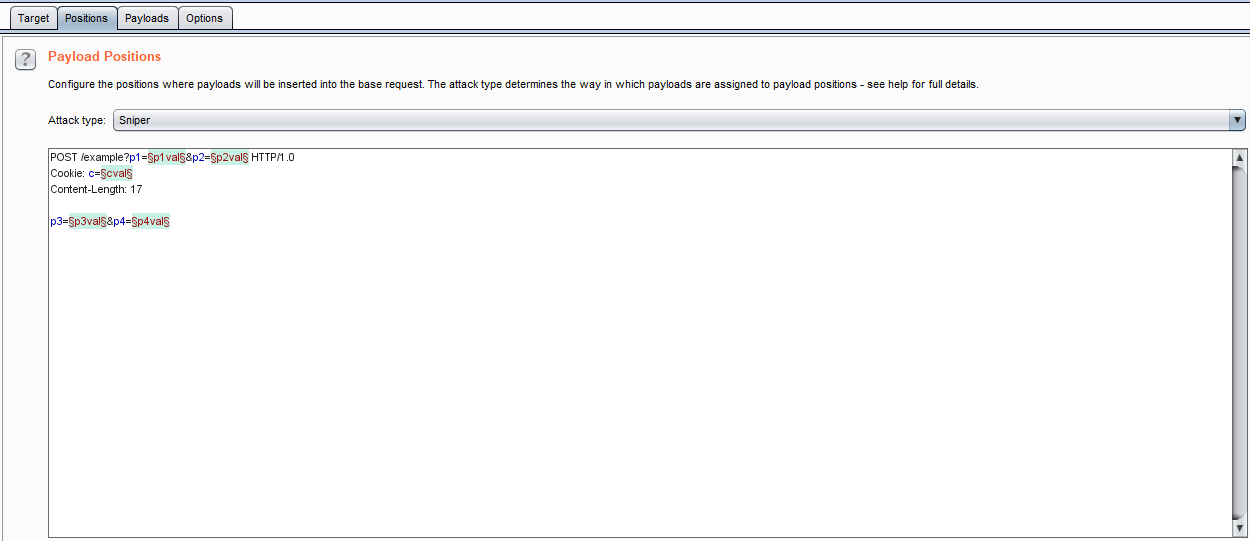 Target Positions Payloads Options
? Payload Positions
Configure the positions where payloads will be inserted into the base request. The attack type determines the way in which payloads are assigned to payload positions - see help for full details.
Attack type: Sniper
POST /example?p1=§p1val§&p2=§p2val§ HTTP/1.0
Cookie: c=§cval§
Content-Length: 17
p3=§p3val§&p4=§p4val§